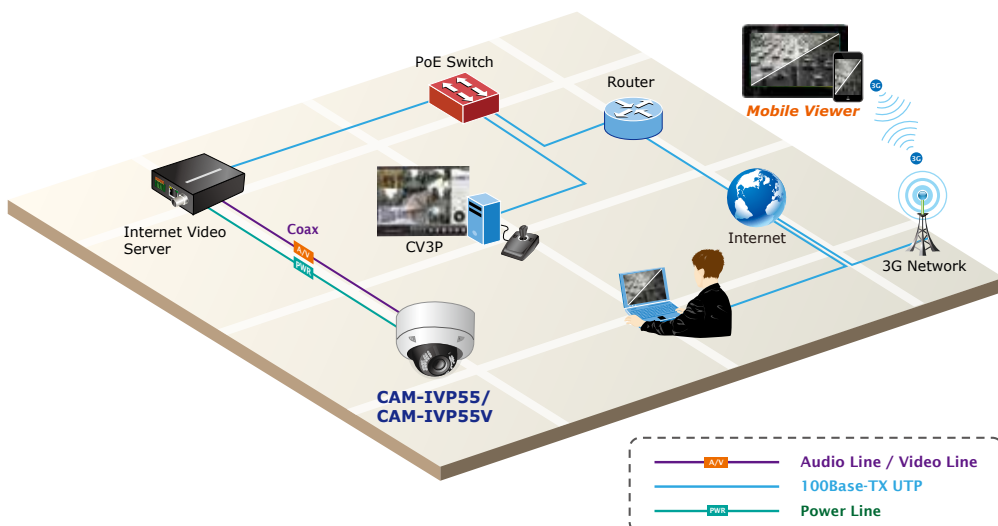 PoE Switch
Router
3G
Mobile Viewer
3G
Internet Video
Server
Coax
A/V
PWR
CV3P
Internet
3G Network
CAM-IVP55/
CAM-IVP55V
A/V Audio Line / Video Line
100Base-TX UTP
PWR Power Line